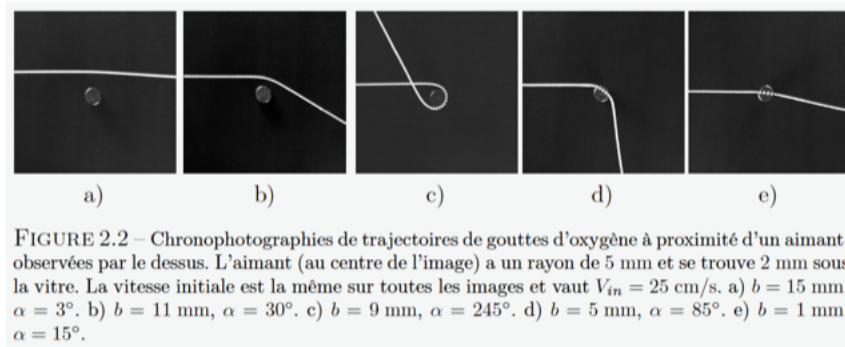 a)
b)
c)
d)
e)
FIGURE 2.2 – Chronophotographies de trajectoires de gouttes d'oxygène à proximité d'un aimant
observées par le dessus. L'aimant (au centre de l'image) a un rayon de 5 mm et se trouve 2 mm sous
la vitre. La vitesse initiale est la même sur toutes les images et vaut V_in = 25 cm/s. a) b = 15 mm
α = 3°. b) b = 11 mm, α = 30°. c) b = 9 mm, α = 245°. d) b = 5 mm, α = 85°. e) b = 1 mm
α = 15°.